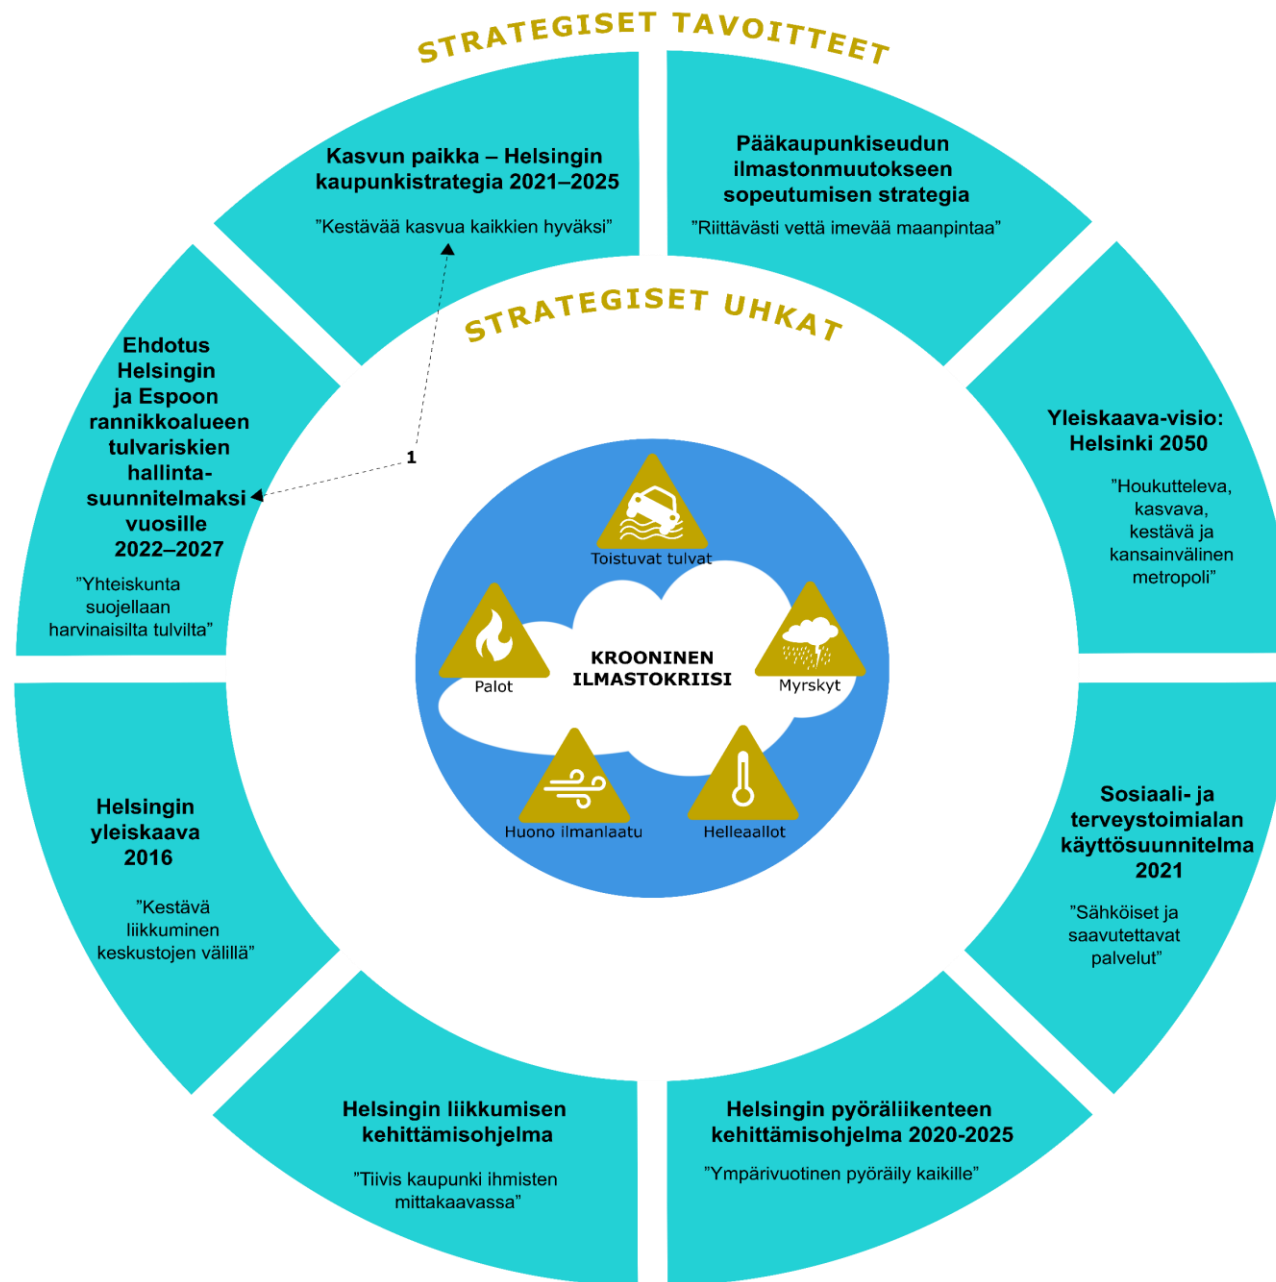 STRATEGISET TAVOITTEET
Kasvun paikka – Helsingin
kaupunkistrategia 2021–2025
”Kestävää kasvua kaikkien hyväksi”
Pääkaupunkiseudun
ilmastonmuutokseen
sopeutumisen strategia
”Riittävästi vettä imevää maanpintaa”
STRATEGISET UHKAT
Ehdotus
Helsingin
ja Espoon
rannikkoalueen
tulvariskien
hallinta-
suunnitelmaksi
vuosille
2022–2027
”Yhteiskunta
suojellaan
harvinaisilta tulvilta”
1
Yleiskaava-visio:
Helsinki 2050
”Houkutteleva,
kasvava,
kestävä ja
kansainvälinen
metropoli”
Toistuvat tulvat
Palot
KROONINEN
ILMASTOKRIISI
Myrskyt
Huono ilmanlaatu
Helleaallot
Helsingin
yleiskaava
2016
”Kestävä
liikkuminen
keskustojen välillä”
Sosiaali- ja
terveystoimialan
käyttösuunnitelma
2021
”Sähköiset ja
saavutettavat
palvelut”
Helsingin liikkumisen
kehittämisohjelma
”Tiivis kaupunki ihmisten
mittakaavassa”
Helsingin pyöräliikenteen
kehittämisohjelma 2020-2025
”Ympärivuotinen pyöräily kaikille”